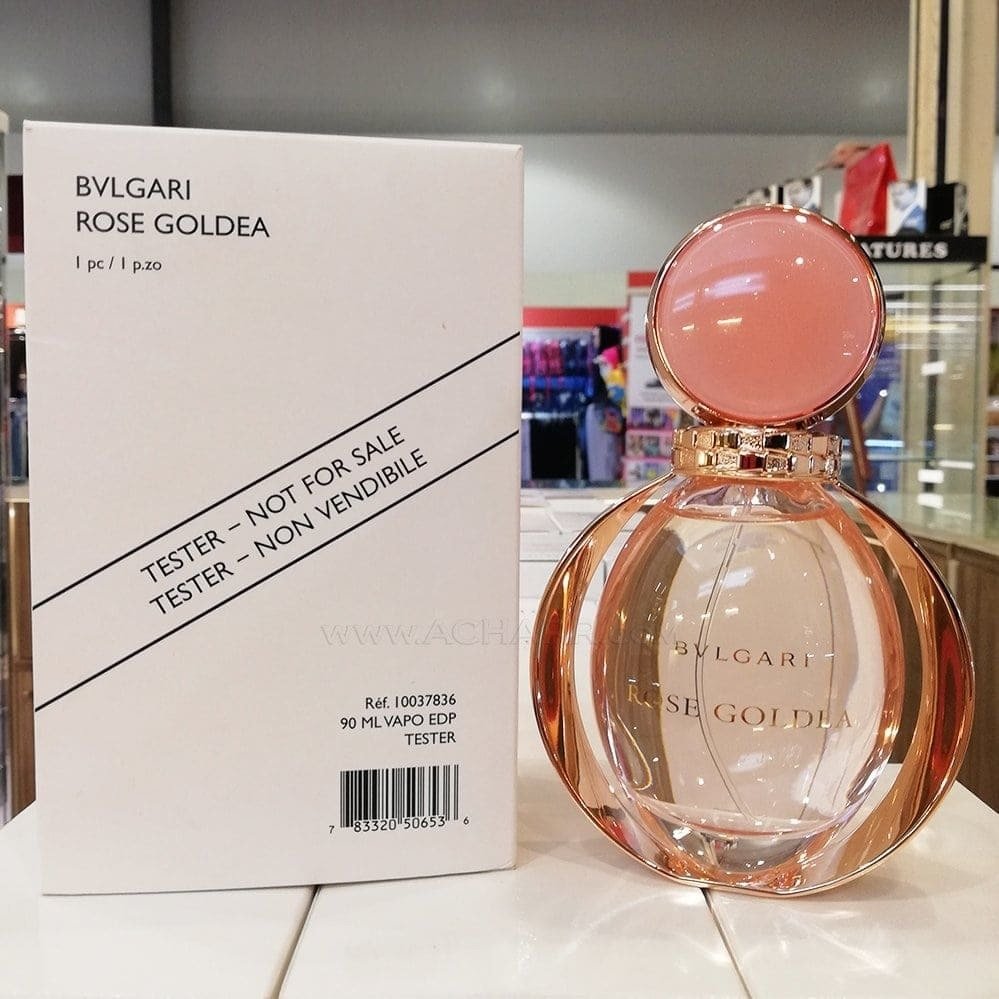 BVLGARI
ROSE GOLDEA
1 pc / 1 p.zo
TESTER – NOT FOR SALE
TESTER – NON VENDIBILE
Réf. 10037836
90 ML VAPO EDP
TESTER
7 83320 50653 6
BVLGARI
ROSE GOLDEA
ATURES